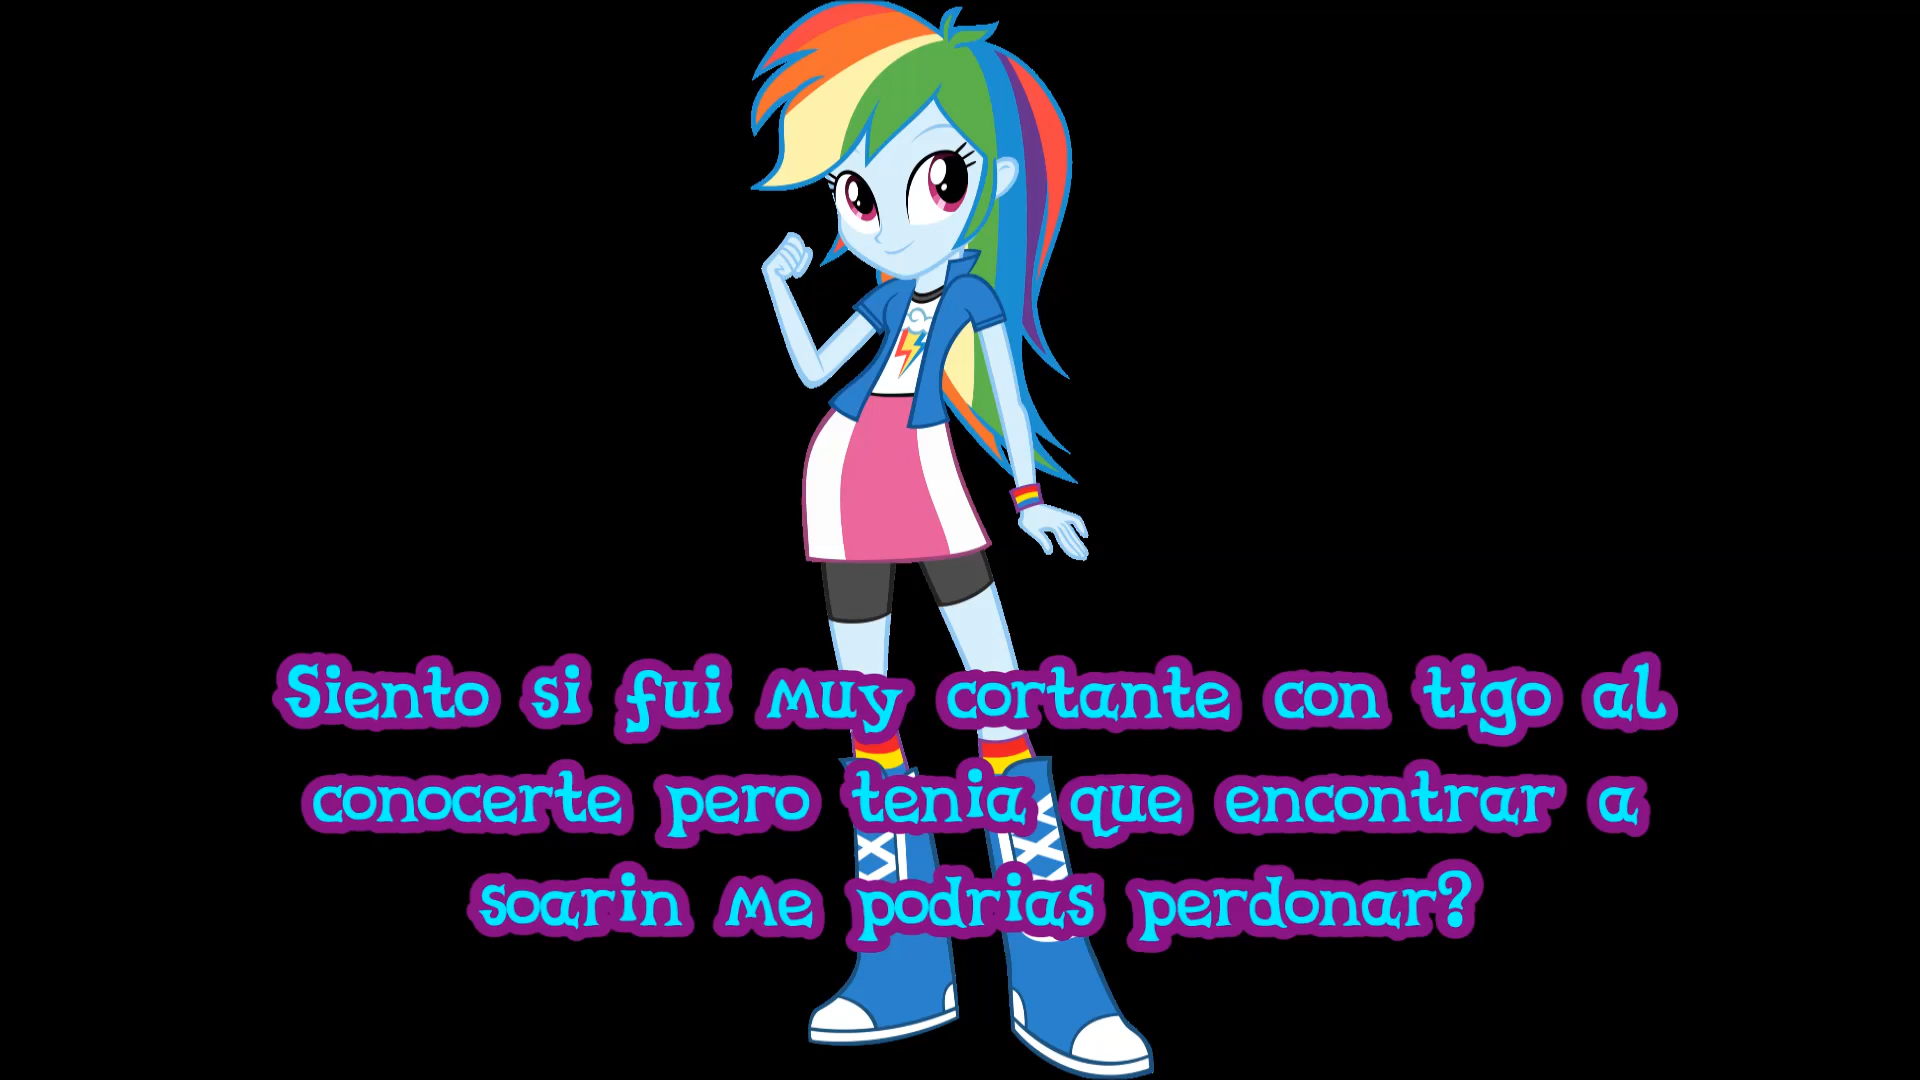 Siento si fui muy cortante con tigo al
conocerte pero tenia que encontrar a
soarin me podrias perdonar?